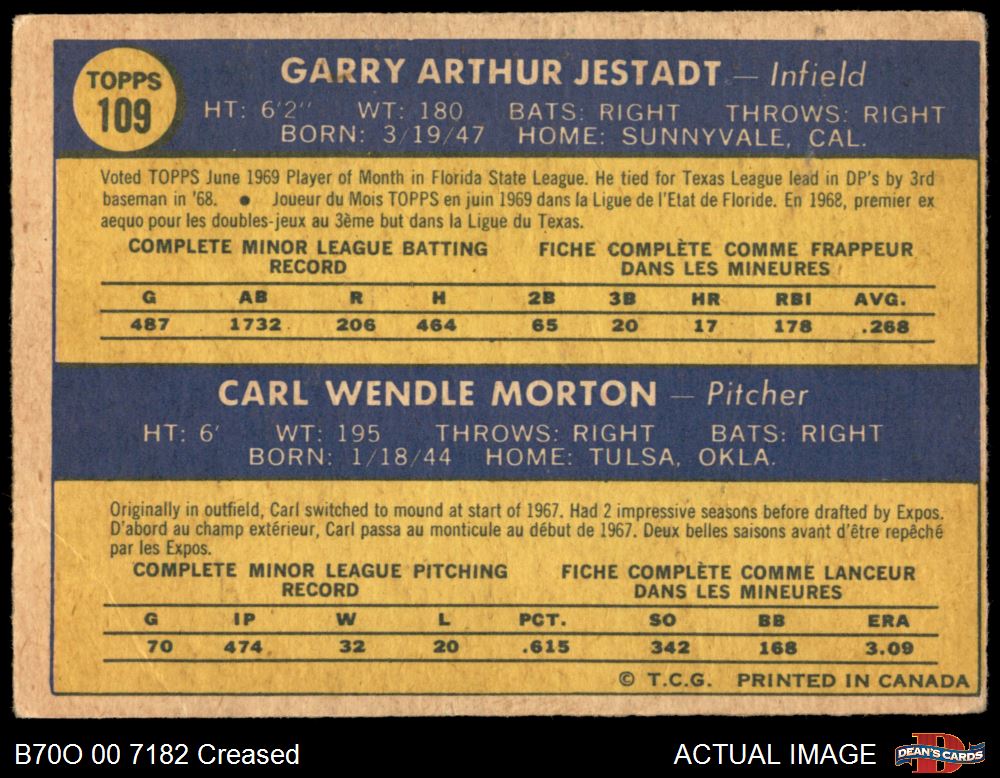 TOPPS
109
GARRY ARTHUR JESTADT — Infield
HT: 6'2" WT: 180 BATS: RIGHT THROWS: RIGHT
BORN: 3/19/47 HOME: SUNNYVALE, CAL.
Voted TOPPS June 1969 Player of Month in Florida State League. He tied for Texas League lead in DP's by 3rd
baseman in '68. ● Joueur du Mois TOPPS en juin 1969 dans la Ligue de l'Etat de Floride. En 1968, premier ex
aequo pour les doubles-jeux au 3ème but dans la Ligue du Texas.
COMPLETE MINOR LEAGUE BATTING RECORD
FICHE COMPLÈTE COMME FRAPPEUR DANS LES MINEURES
G AB R H 2B 3B HR RBI AVG.
487 1732 206 464 65 20 17 178 .268
CARL WENDLE MORTON — Pitcher
HT: 6' WT: 195 THROWS: RIGHT BATS: RIGHT
BORN: 1/18/44 HOME: TULSA, OKLA.
Originally in outfield, Carl switched to mound at start of 1967. Had 2 impressive seasons before drafted by Expos.
D'abord au champ extérieur, Carl passa au monticule au début de 1967. Deux belles saisons avant d'être repêché
par les Expos.
COMPLETE MINOR LEAGUE PITCHING RECORD
FICHE COMPLÈTE COMME LANCEUR DANS LES MINEURES
G IP W L PCT. SO BB ERA
70 474 32 20 .615 342 168 3.09
© T.C.G. PRINTED IN CANADA
B70O 00 7182 Creased
ACTUAL IMAGE
DEAN'S CARDS